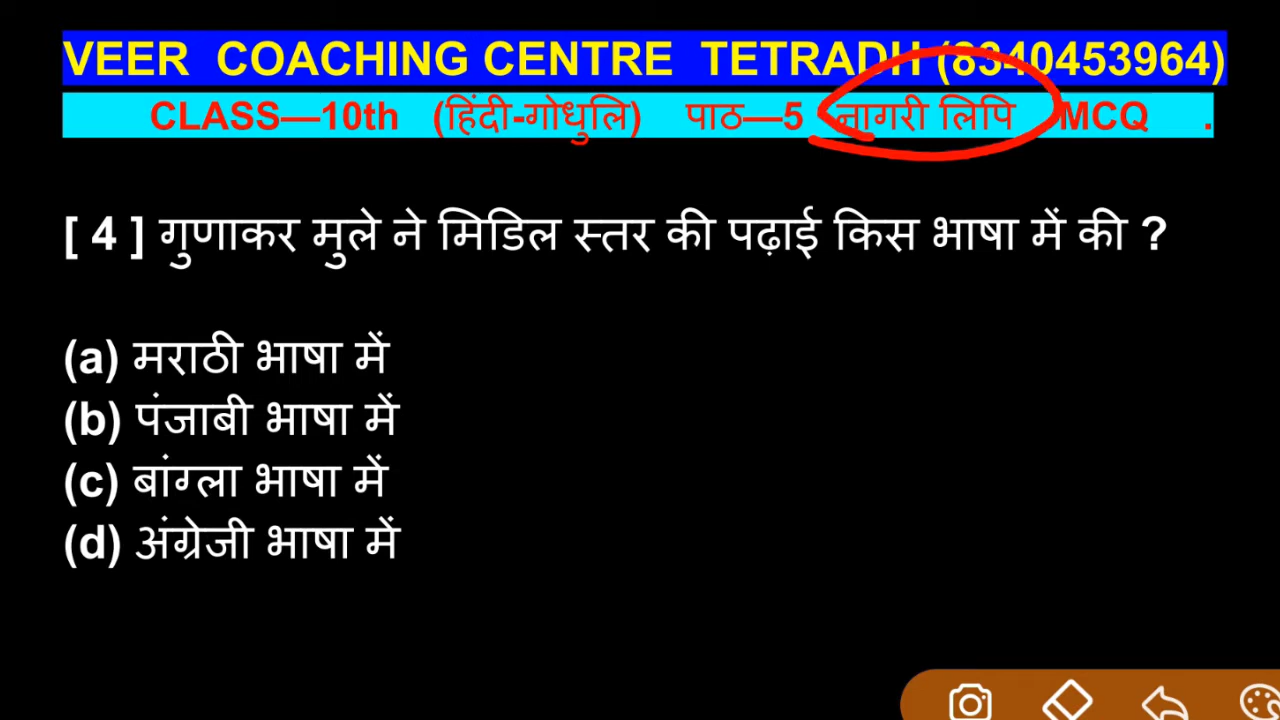 VEER COACHING CENTRE TETRADH (8340453964)
CLASS—10th (हिंदी-गोधुलि) पाठ—5 नागरी लिपि MCQ .
[ 4 ] गुणाकर मुले ने मिडिल स्तर की पढ़ाई किस भाषा में की ?
(a) मराठी भाषा में
(b) पंजाबी भाषा में
(c) बांग्ला भाषा में
(d) अंग्रेजी भाषा में